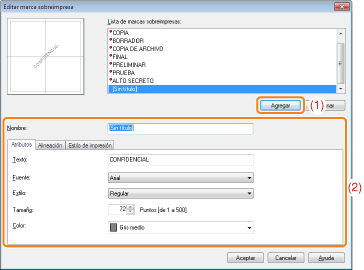 Editar marca sobreimpresa
Lista de marcas sobreimpresas:
CONFIDENCIAL
COPIA
BORRADOR
COPIA DE ARCHIVO
FINAL
PRELIMINAR
PRUEBA
ALTO SECRETO
[Sin título]
Agregar
(1)
nar
Nombre:
Sin título
Atributos
Alineación
Estilo de impresión
Texto:
CONFIDENCIAL
Fuente:
Arial
Estilo:
Regular
(2)
Tamaño:
72
Puntos [de 1 a 500]
Color:
Gris medio
Aceptar
Cancelar
Ayuda